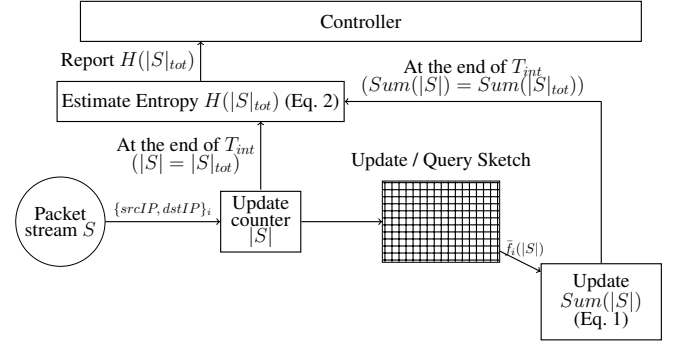 Controller
Report H(|S|_{tot})
At the end of T_{int}
(Sum(|S|) = Sum(|S|_{tot}))
Estimate Entropy H(|S|_{tot}) (Eq. 2)
At the end of T_{int}
(|S| = |S|_{tot})
Update / Query Sketch
Packet
stream S
{srcIP, dstIP}_i
Update
counter
|S|
\bar{f}_i(|S|)
Update
Sum(|S|)
(Eq. 1)